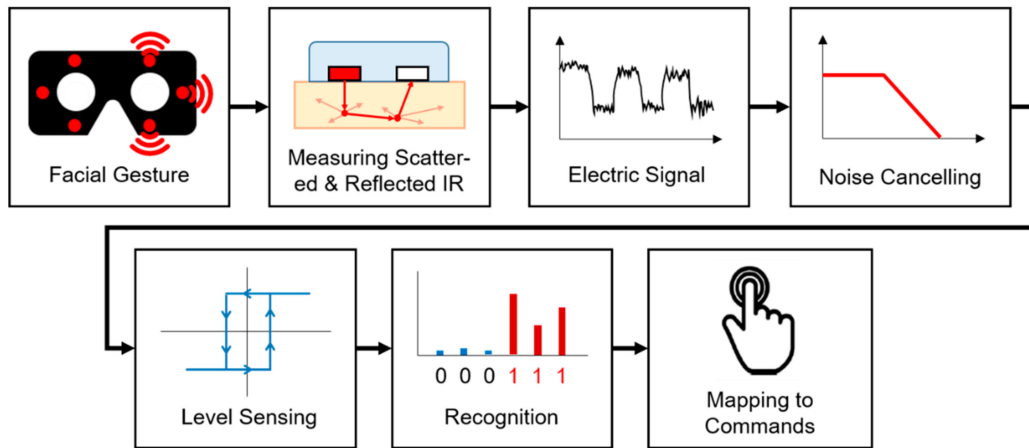 Facial Gesture
Measuring Scatter-
ed & Reflected IR
Electric Signal
Noise Cancelling
Level Sensing
0 0 0 1 1 1
Recognition
Mapping to
Commands